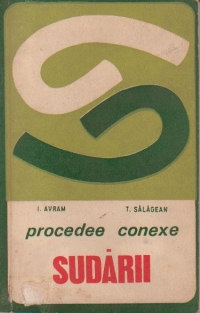 I. AVRAM T. SĂLĂGEAN
procedee conexe
SUDĂRII